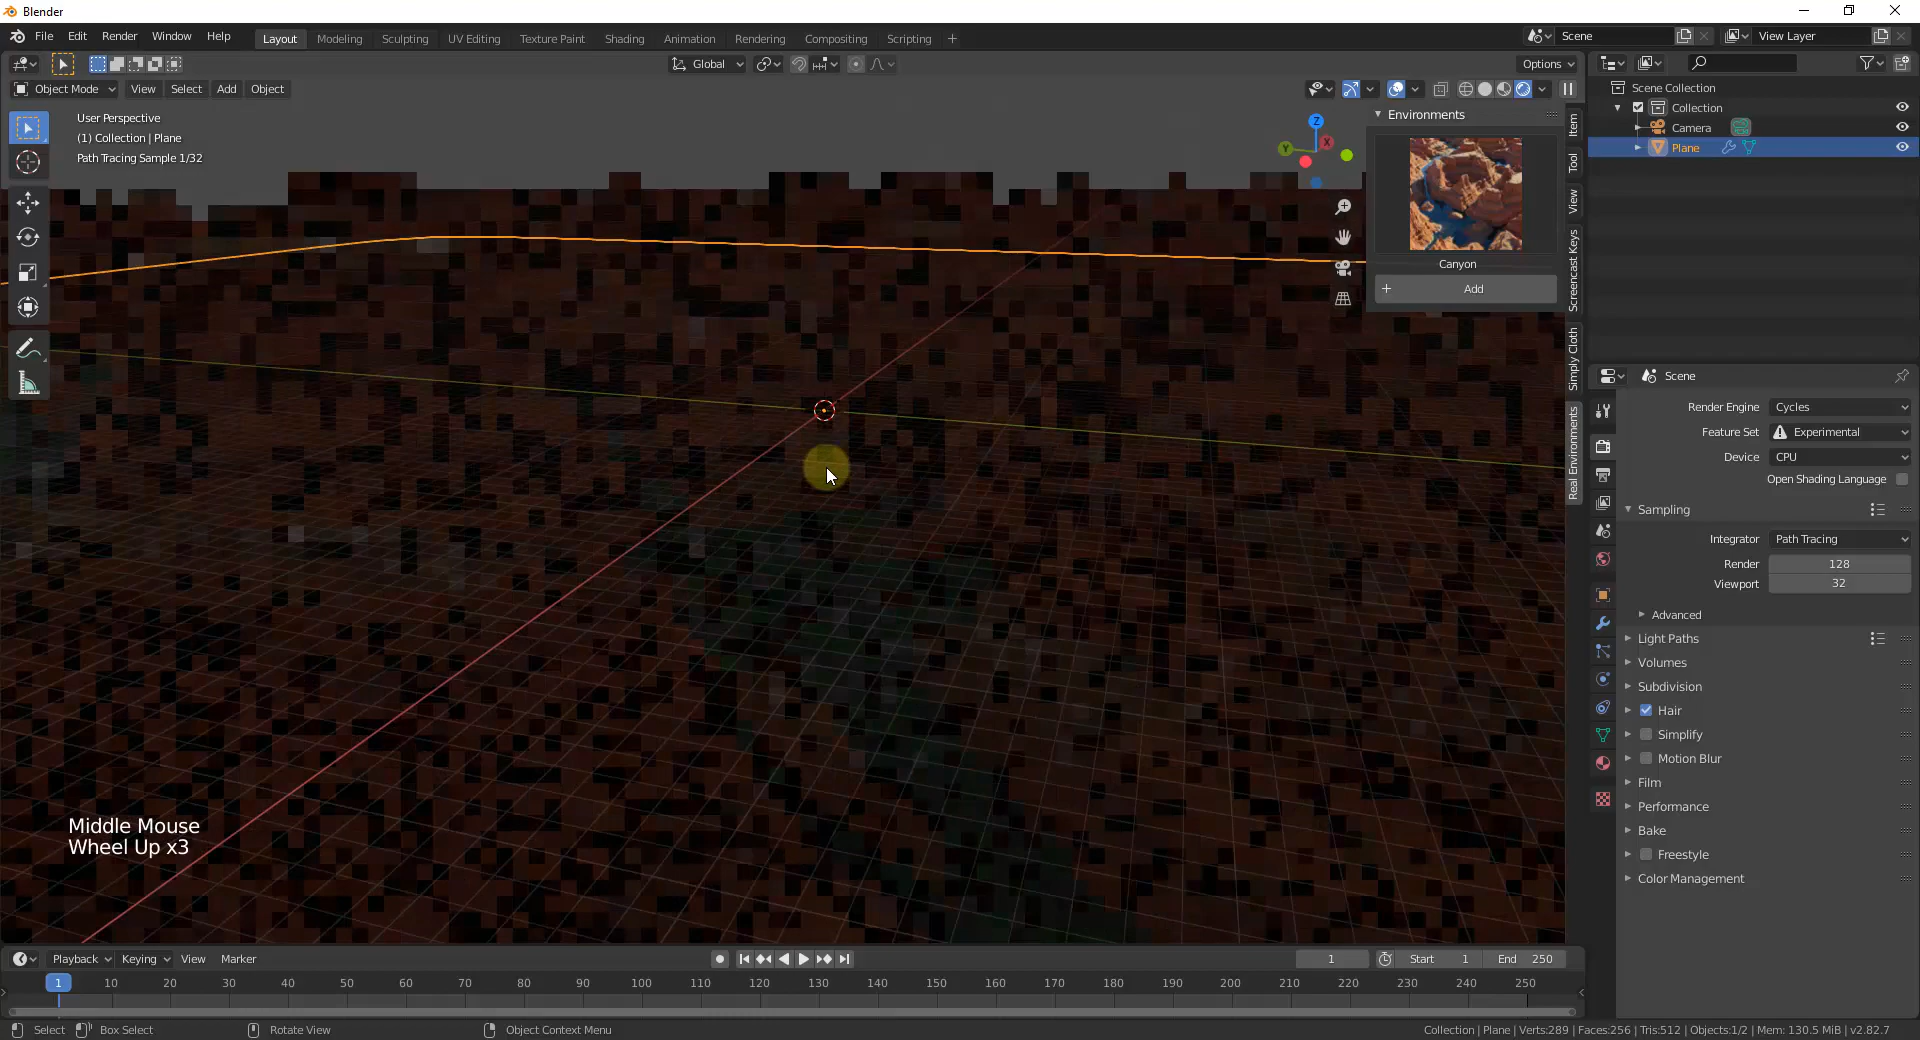 Blender
File Edit Render Window Help
Layout Modeling Sculpting UV Editing Texture Paint Shading Animation Rendering Compositing Scripting +
Scene
View Layer
Global
Options
Object Mode View Select Add Object
User Perspective
(1) Collection | Plane
Path Tracing Sample 1/32
Z
Y
X
Environments
Canyon
+ Add
Item
Tool
View
Screencast Keys
Simply Cloth
Real Environments
Scene Collection
Collection
Camera
Plane
Scene
Render Engine Cycles
Feature Set Experimental
Device CPU
Open Shading Language
Sampling
Integrator Path Tracing
Render 128
Viewport 32
Advanced
Light Paths
Volumes
Subdivision
Hair
Simplify
Motion Blur
Film
Performance
Bake
Freestyle
Color Management
Middle Mouse
Wheel Up x3
Playback Keying View Marker
1 Start 1 End 250
1 10 20 30 40 50 60 70 80 90 100 110 120 130 140 150 160 170 180 190 200 210 220 230 240 250
Select Box Select Rotate View Object Context Menu
Collection | Plane | Verts:289 | Faces:256 | Tris:512 | Objects:1/2 | Mem: 130.5 MiB | v2.82.7